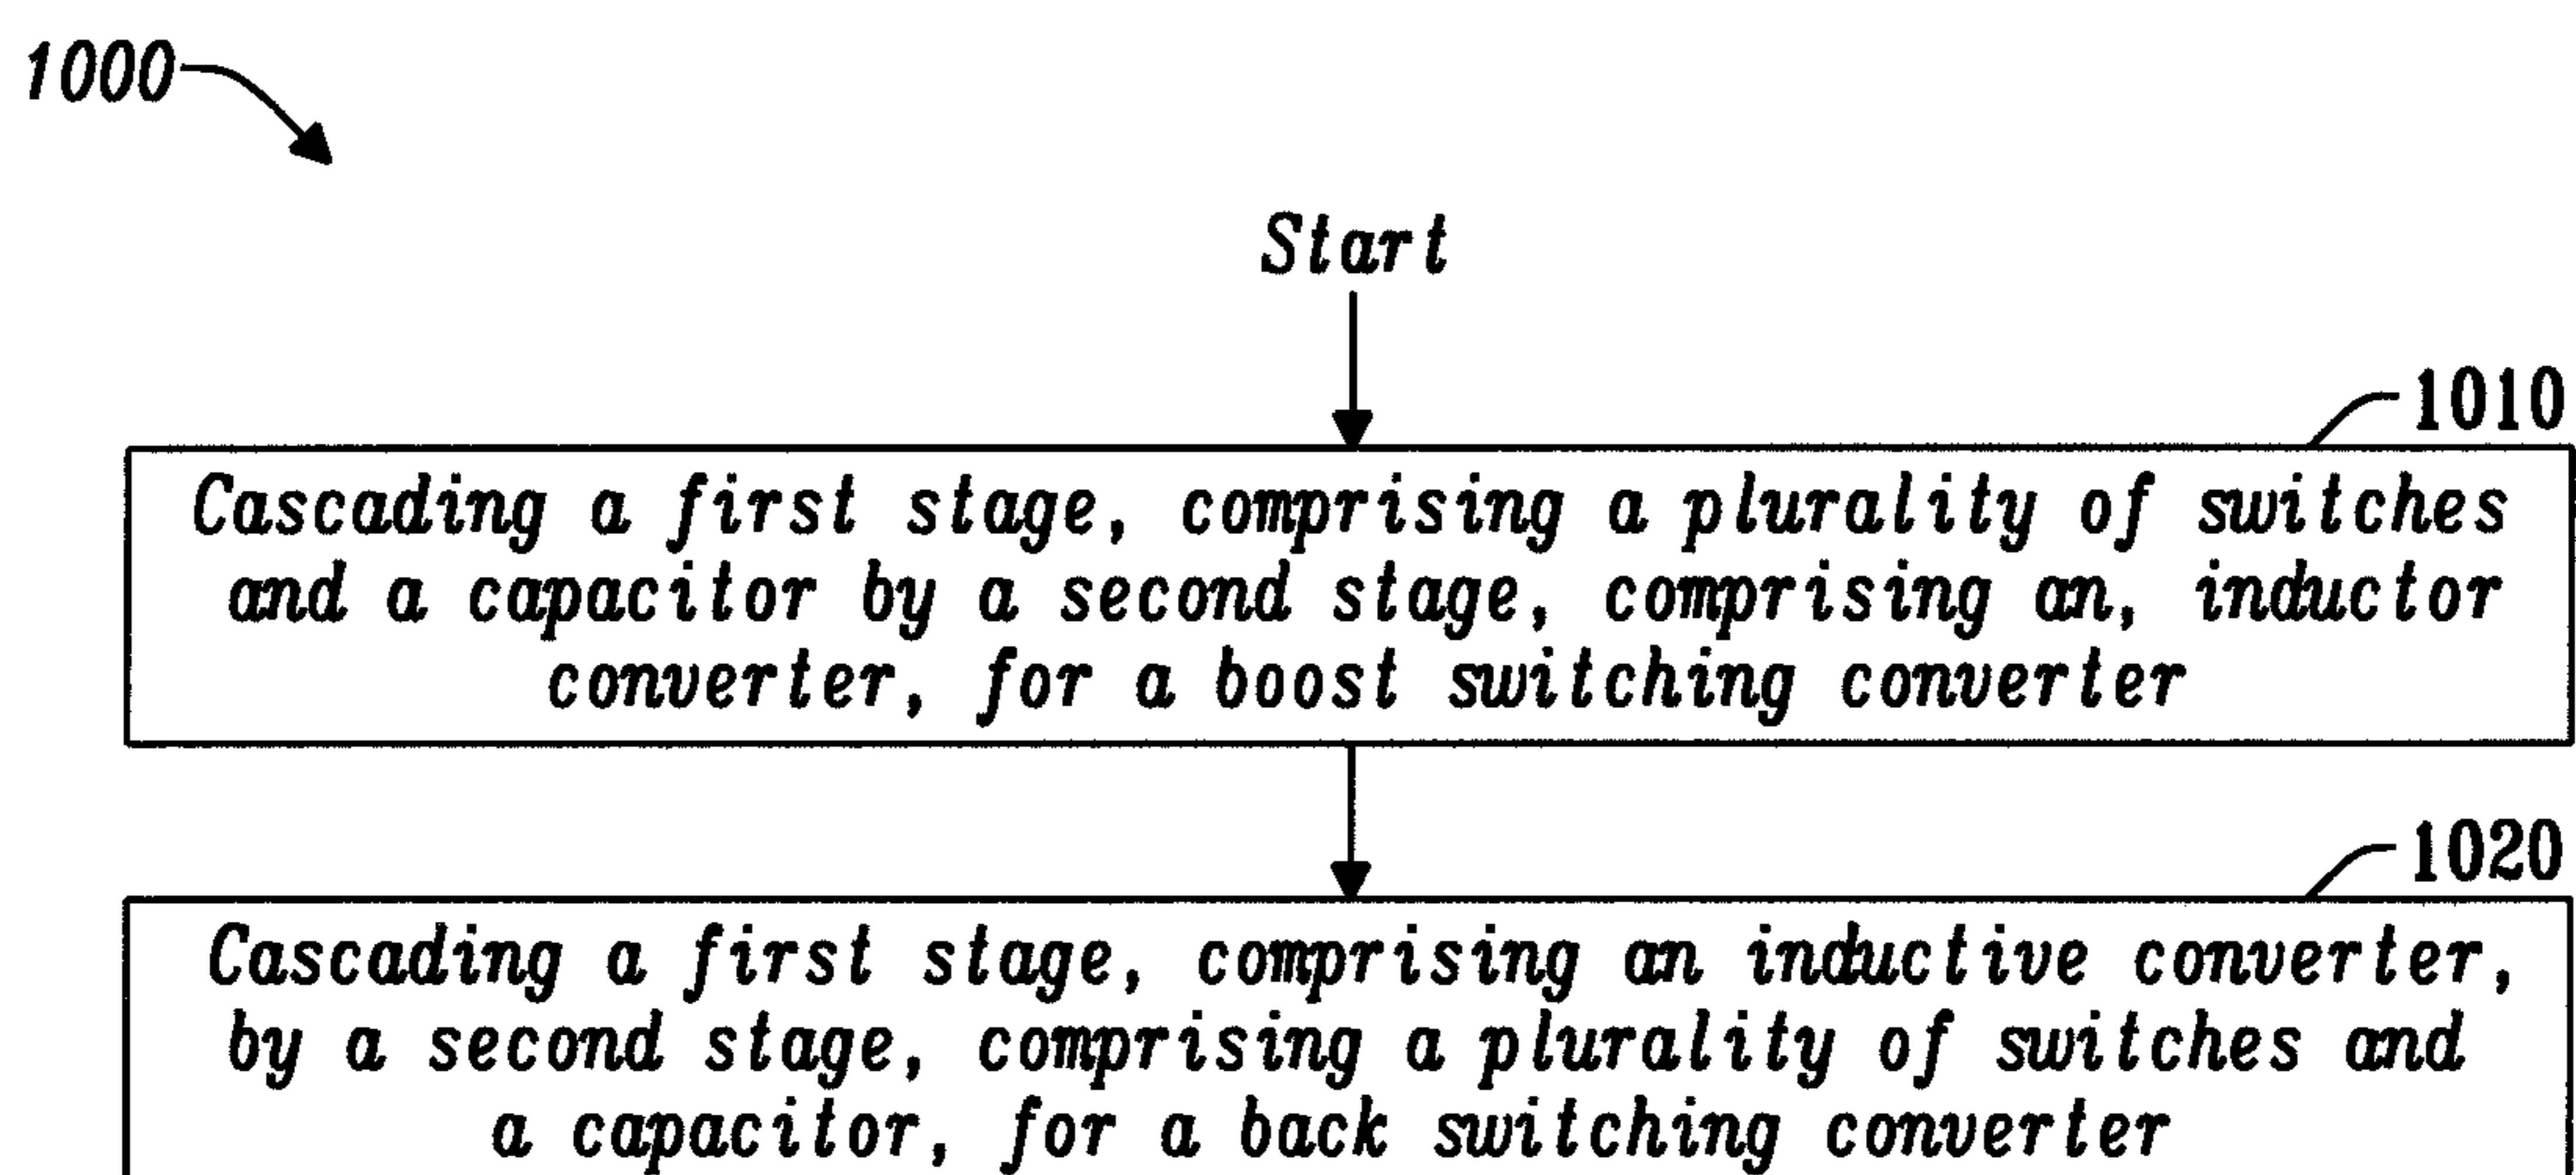 1000
Start
1010
Cascading a first stage, comprising a plurality of switches
and a capacitor by a second stage, comprising an, inductor
converter, for a boost switching converter
1020
Cascading a first stage, comprising an inductive converter,
by a second stage, comprising a plurality of switches and
a capacitor, for a back switching converter